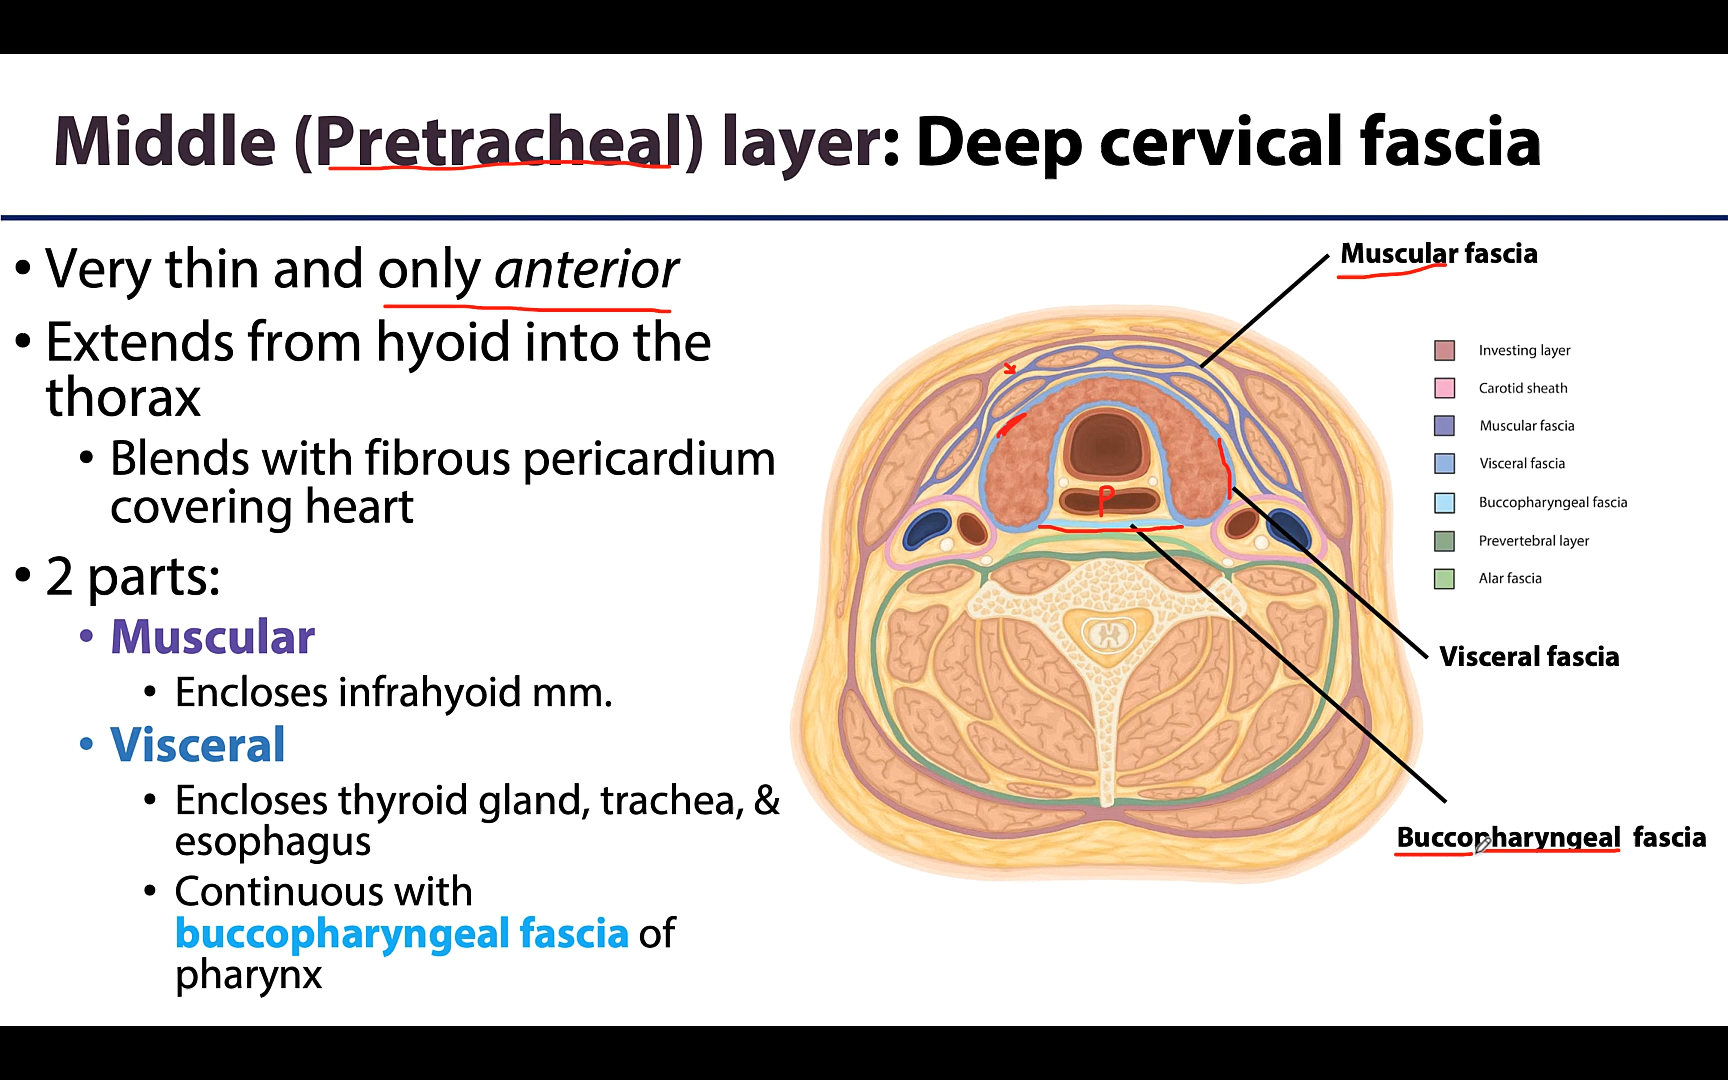 Middle (Pretracheal) layer: Deep cervical fascia
• Very thin and only anterior
• Extends from hyoid into the
thorax
• Blends with fibrous pericardium
covering heart
• 2 parts:
• Muscular
• Encloses infrahyoid mm.
• Visceral
• Encloses thyroid gland, trachea, &
esophagus
• Continuous with
buccopharyngeal fascia of
pharynx
Muscular fascia
Investing layer
Carotid sheath
Muscular fascia
Visceral fascia
Buccopharyngeal fascia
Prevertebral layer
Alar fascia
P
Visceral fascia
Buccopharyngeal fascia